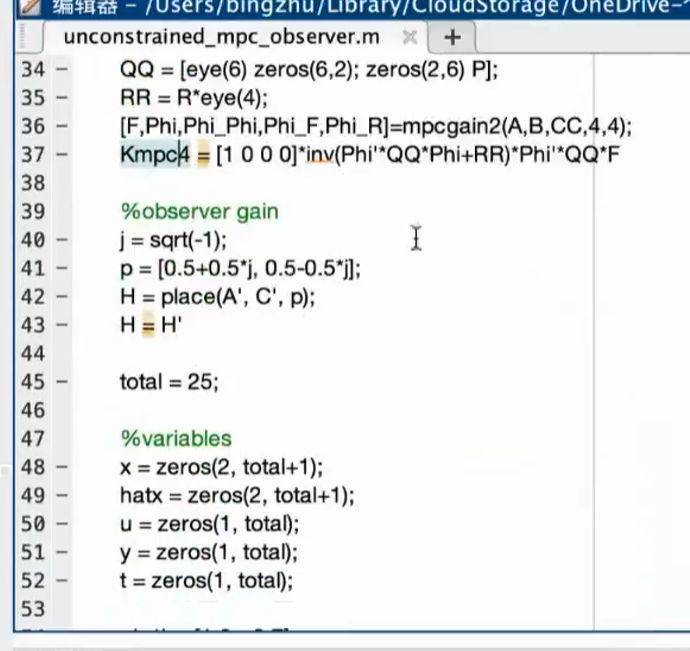 编辑器 - /Users/bingzhu/Library/CloudStorage/OneDrive-
unconstrained_mpc_observer.m × +
34 - QQ = [eye(6) zeros(6,2); zeros(2,6) P];
35 - RR = R*eye(4);
36 - [F,Phi,Phi_Phi,Phi_F,Phi_R]=mpcgain2(A,B,CC,4,4);
37 - Kmpc4 = [1 0 0 0]*inv(Phi'*QQ*Phi+RR)*Phi'*QQ*F
38
39 %observer gain
40 - j = sqrt(-1);
41 - p = [0.5+0.5*j, 0.5-0.5*j];
42 - H = place(A', C', p);
43 - H = H'
44
45 - total = 25;
46
47 %variables
48 - x = zeros(2, total+1);
49 - hatx = zeros(2, total+1);
50 - u = zeros(1, total);
51 - y = zeros(1, total);
52 - t = zeros(1, total);
53